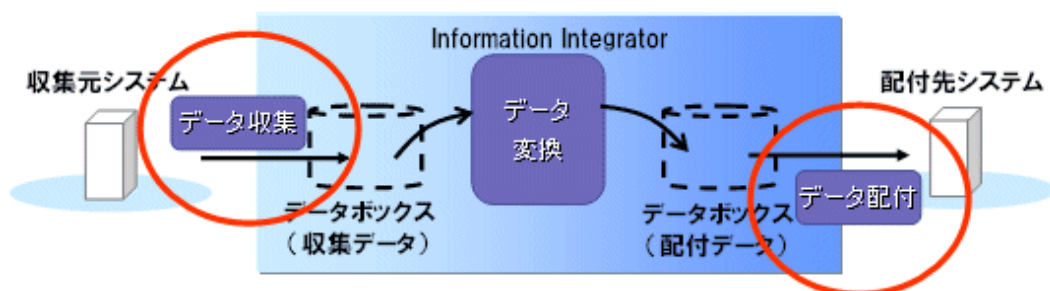 Information Integrator
収集元システム
配付先システム
データ収集
データ
変換
データ配付
データボックス
（収集データ）
データボックス
（配付データ）